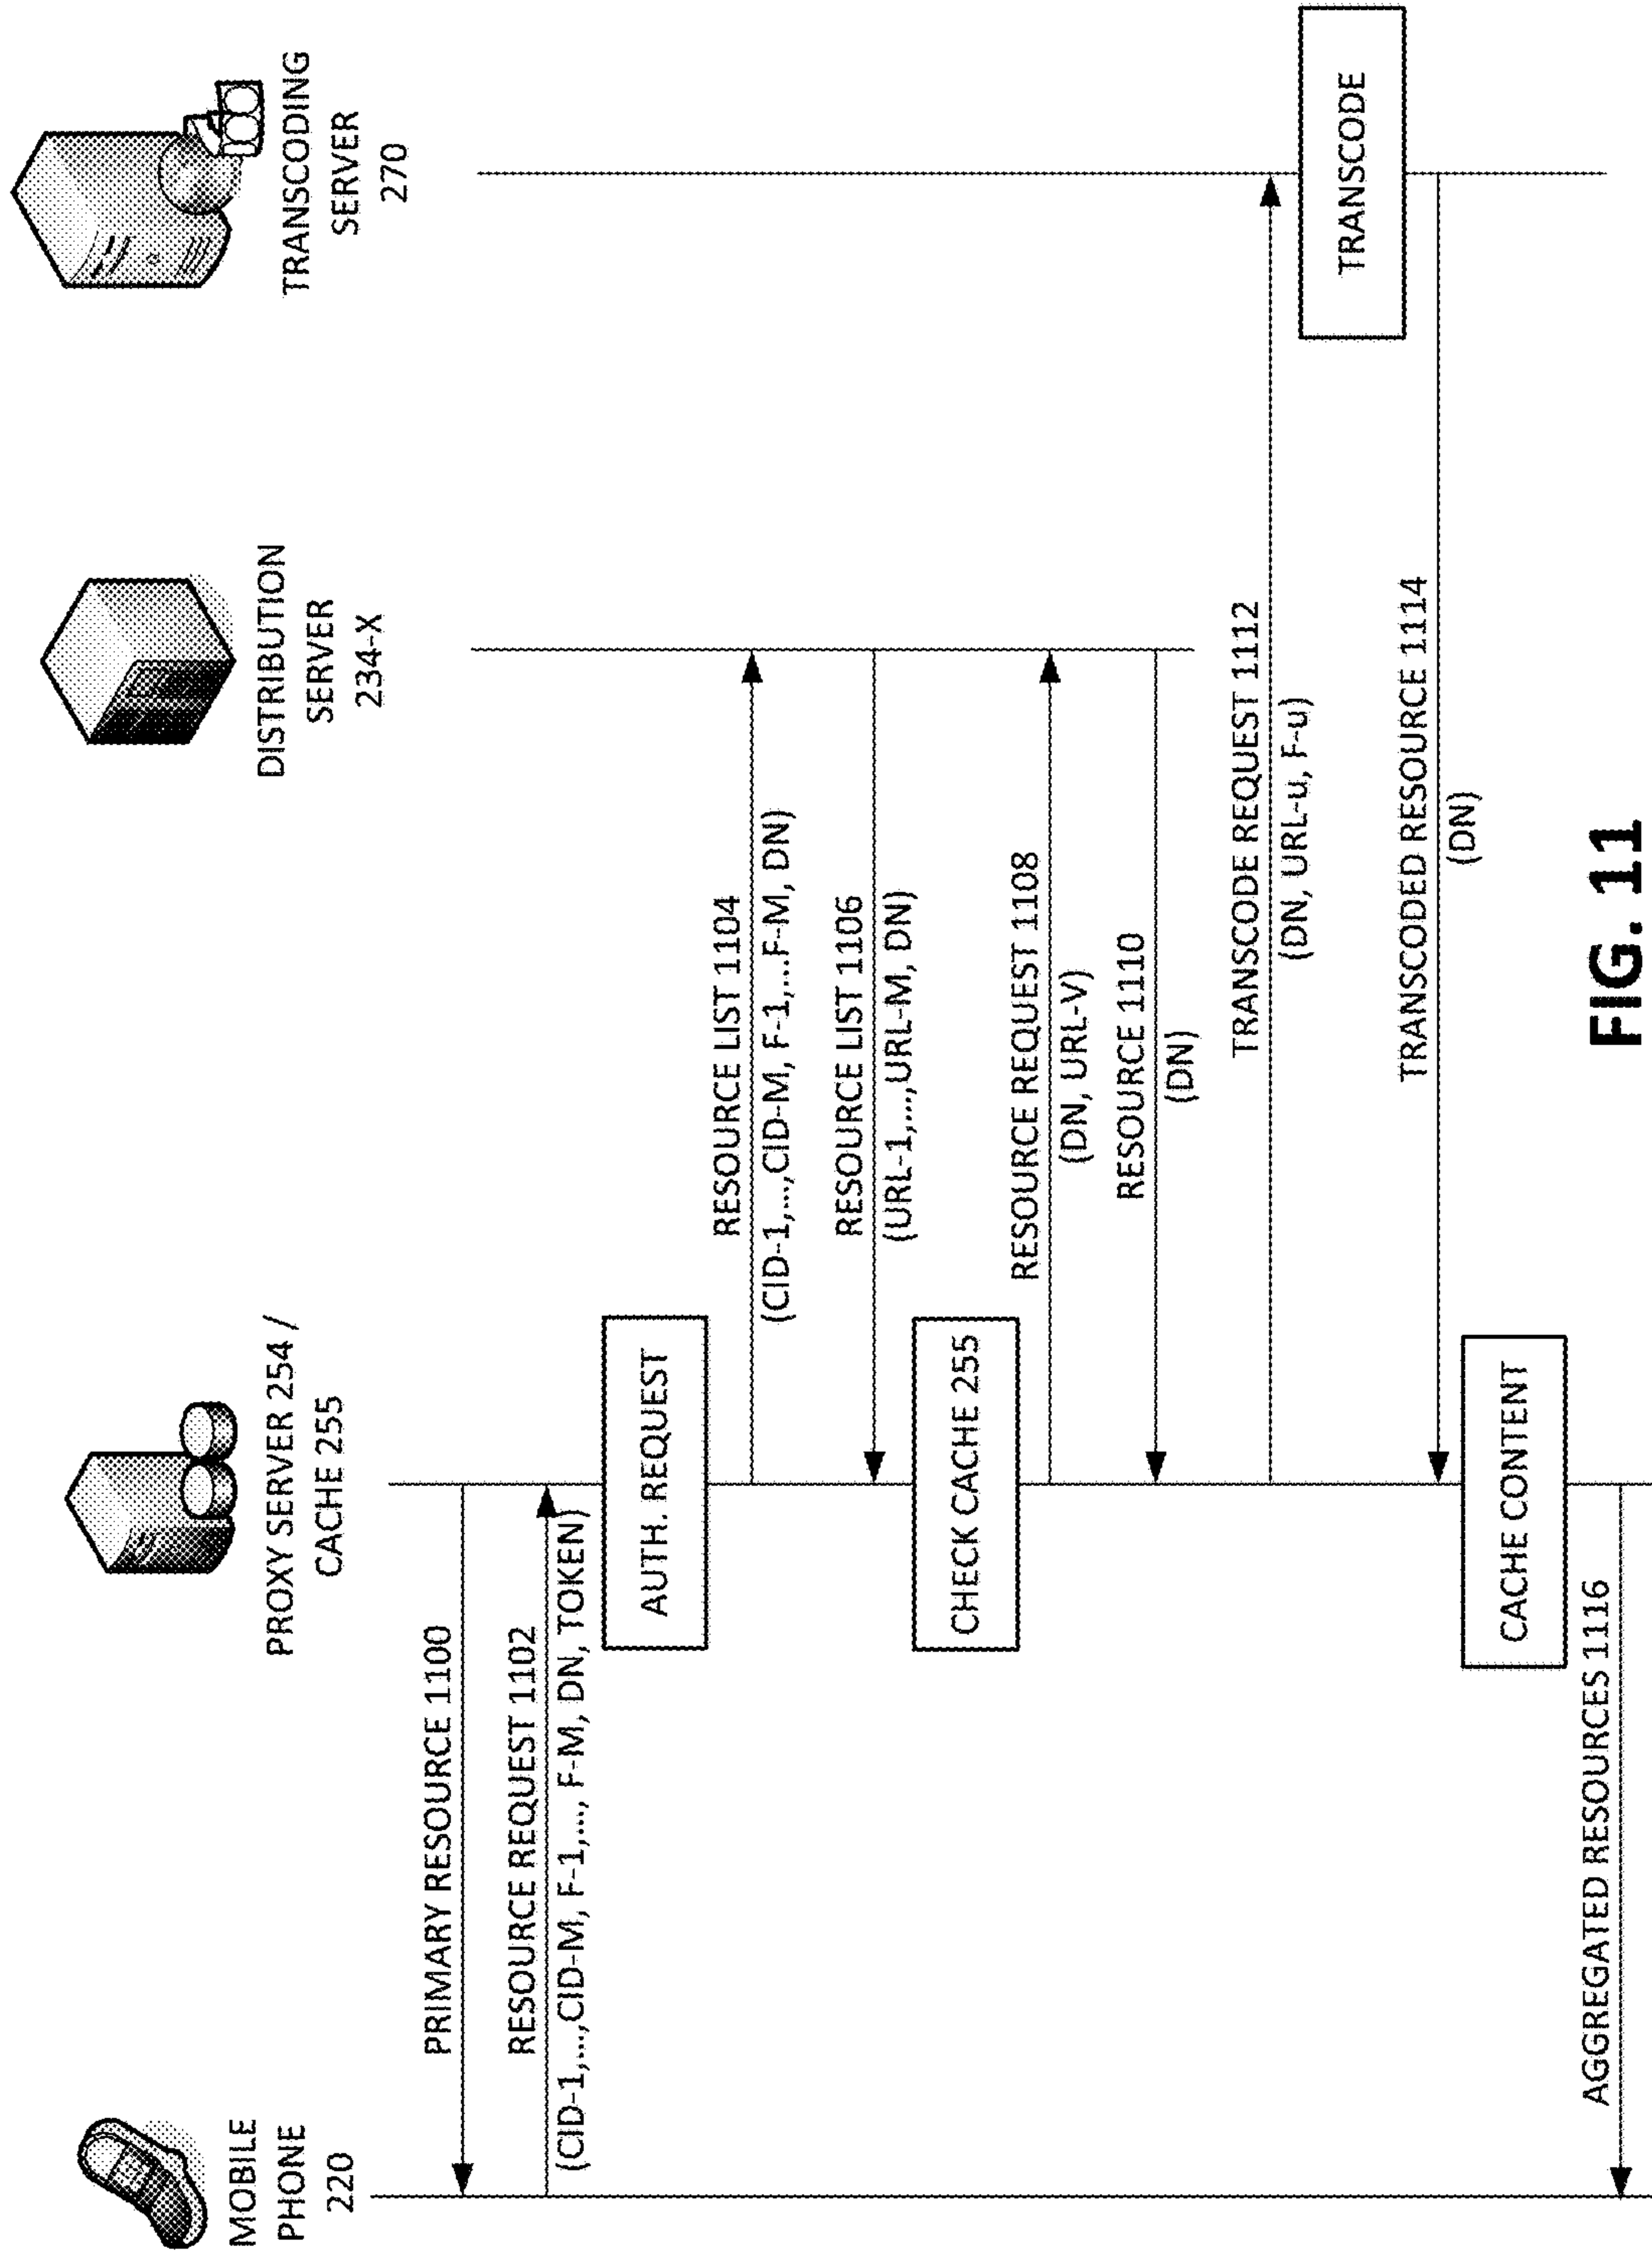 MOBILE
PHONE
220
PROXY SERVER 254 /
CACHE 255
DISTRIBUTION
SERVER
234-X
TRANSCODING
SERVER
270
PRIMARY RESOURCE 1100
RESOURCE REQUEST 1102
(CID-1,...,CID-M, F-1,..., F-M, DN, TOKEN)
AUTH. REQUEST
RESOURCE LIST 1104
(CID-1,...,CID-M, F-1,...F-M, DN)
RESOURCE LIST 1106
(URL-1,...,URL-M, DN)
CHECK CACHE 255
RESOURCE REQUEST 1108
(DN, URL-V)
RESOURCE 1110
(DN)
TRANSCODE REQUEST 1112
(DN, URL-u, F-u)
TRANSCODE
TRANSCODED RESOURCE 1114
(DN)
CACHE CONTENT
AGGREGATED RESOURCES 1116
FIG. 11